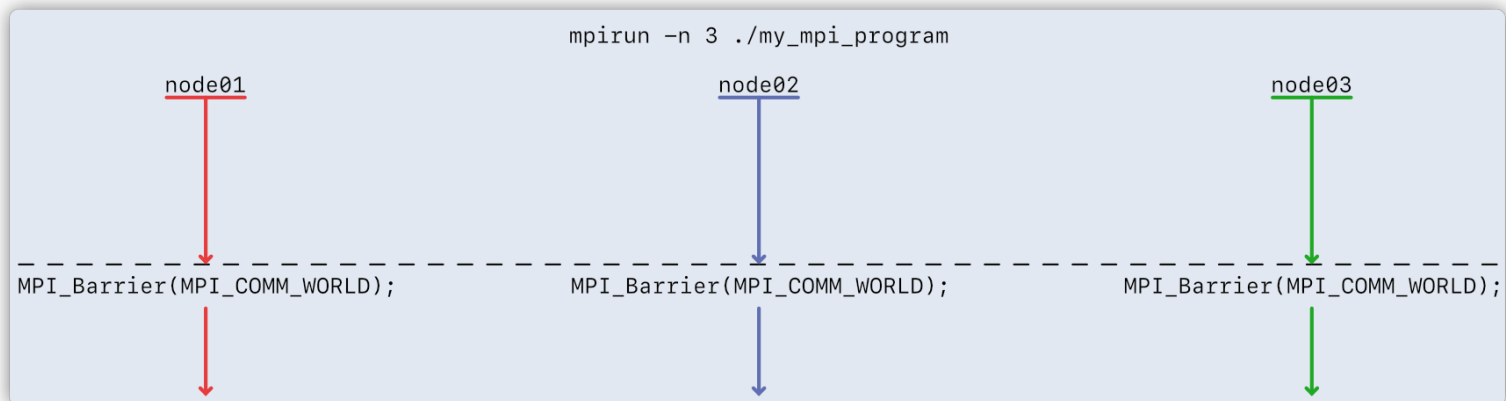 mpirun –n 3 ./my_mpi_program
node01 node02 node03
MPI_Barrier(MPI_COMM_WORLD); MPI_Barrier(MPI_COMM_WORLD); MPI_Barrier(MPI_COMM_WORLD);